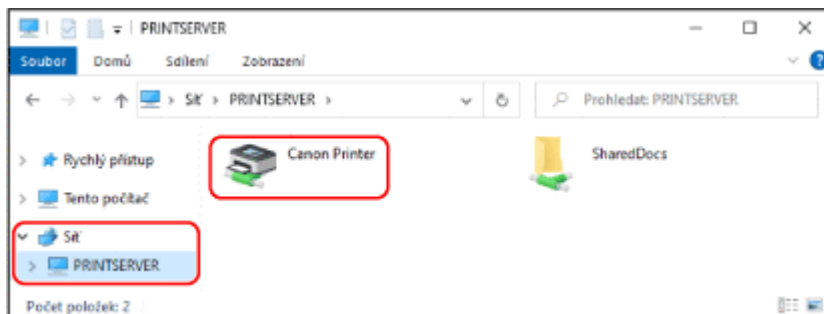 PRINTSERVER
Soubor Domů Sdílení Zobrazení
Síť PRINTSERVER Prohledat: PRINTSERVER
Rychlý přístup
Canon Printer
SharedDocs
Tento počítač
Síť
PRINTSERVER
Počet položek: 2